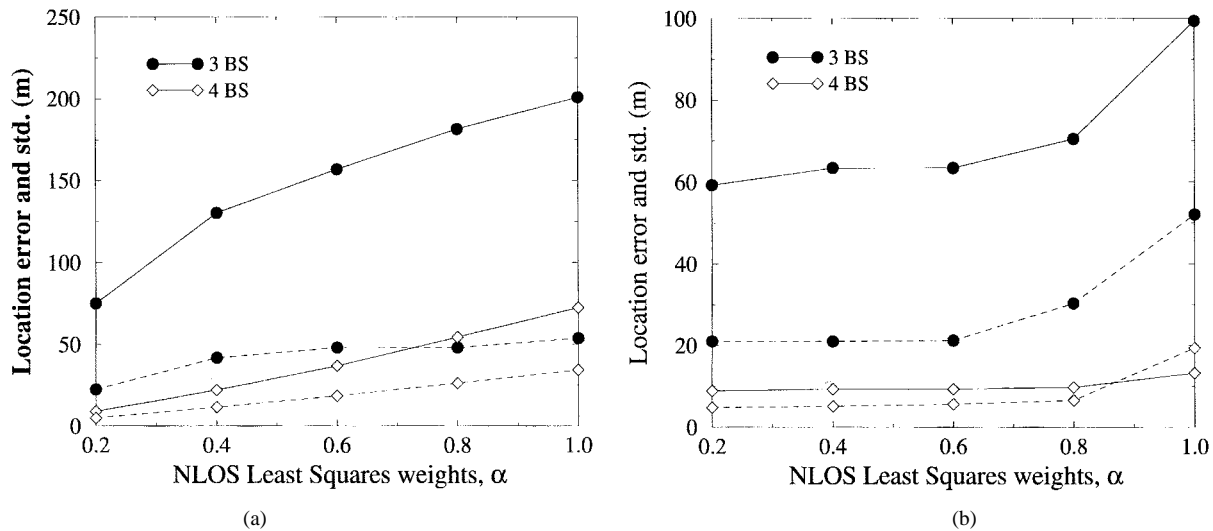 250
200
150
100
50
0
Location error and std. (m)
3 BS
4 BS
0.2 0.4 0.6 0.8 1.0
NLOS Least Squares weights, α
(a)
100
80
60
40
20
0
Location error and std. (m)
3 BS
4 BS
0.2 0.4 0.6 0.8 1.0
NLOS Least Squares weights, α
(b)